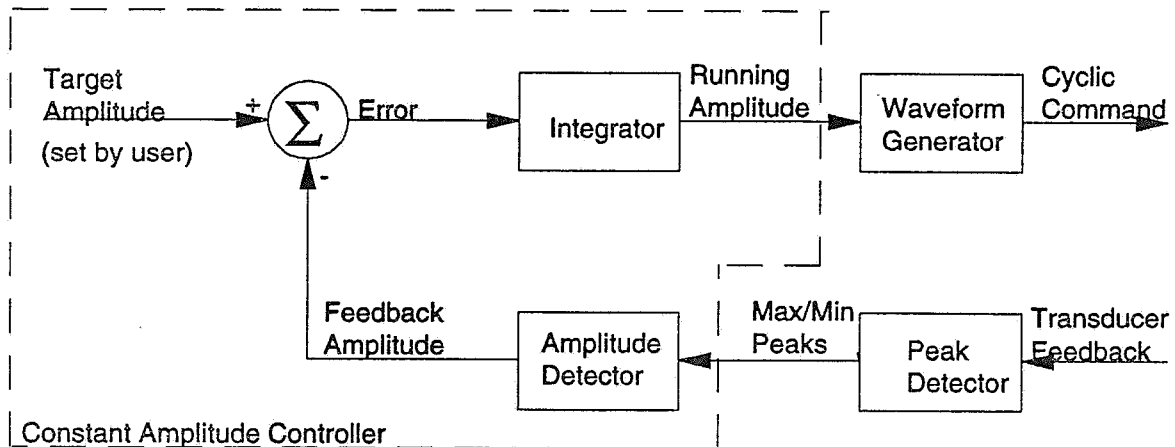 Target
Amplitude
(set by user)
+
Σ
-
Error
Integrator
Running
Amplitude
Waveform
Generator
Cyclic
Command
Feedback
Amplitude
Amplitude
Detector
Max/Min
Peaks
Peak
Detector
Transducer
Feedback
Constant Amplitude Controller